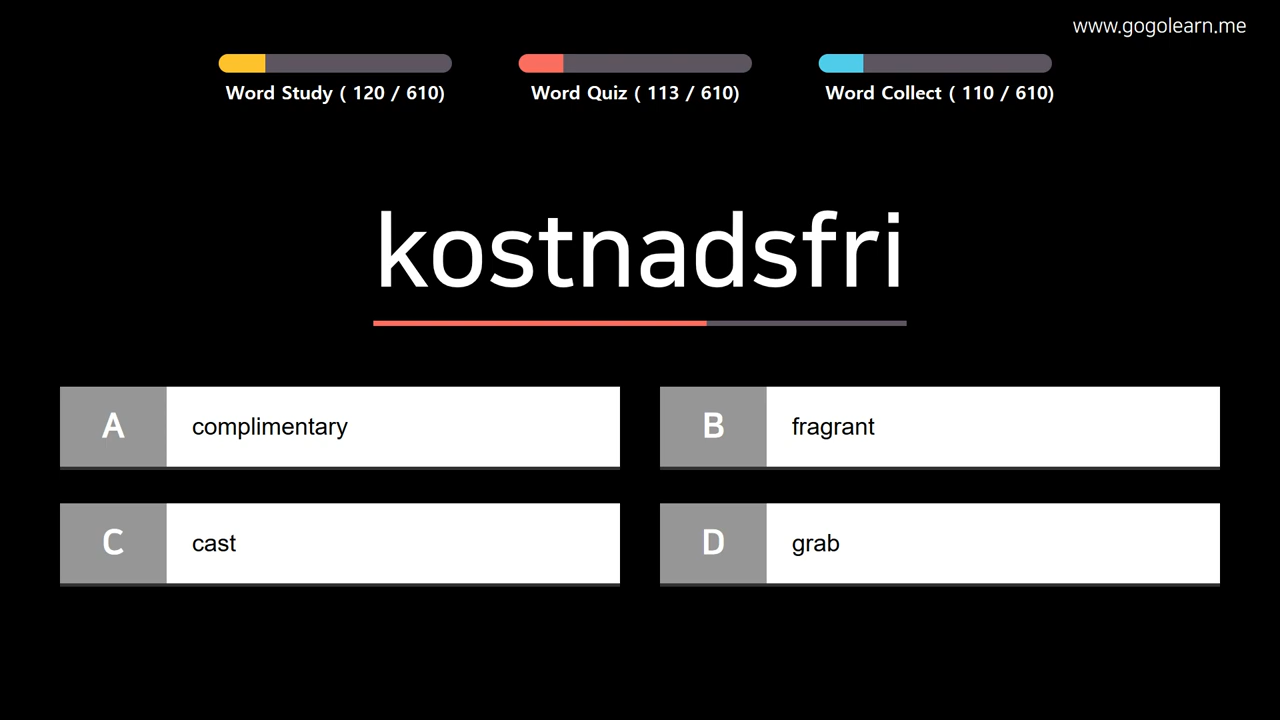 www.gogolearn.me
Word Study ( 120 / 610)
Word Quiz ( 113 / 610)
Word Collect ( 110 / 610)
kostnadsfri
A complimentary
B fragrant
C cast
D grab